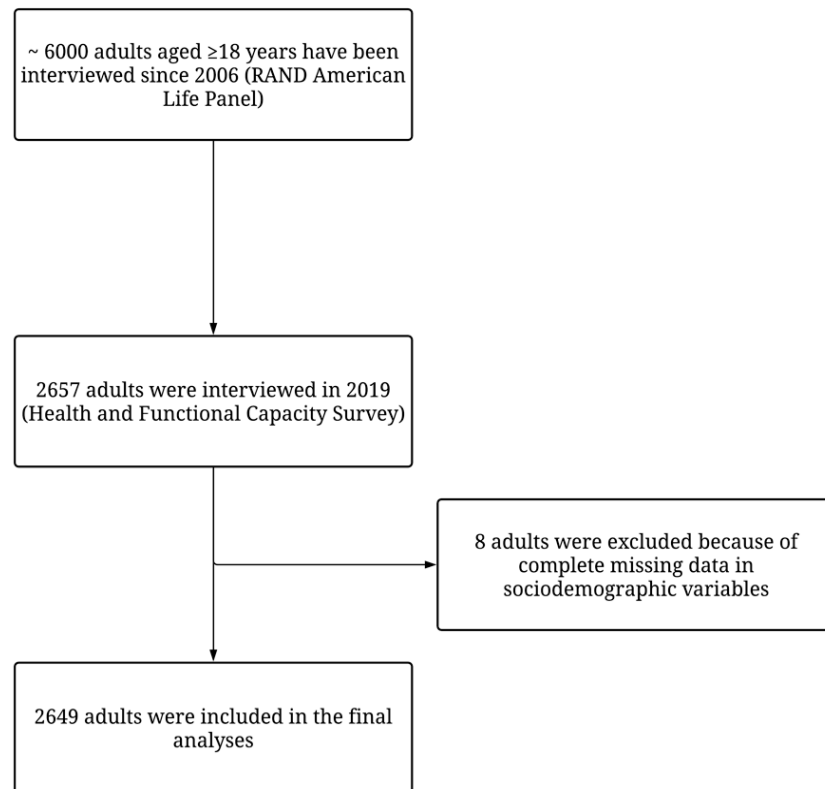 ~ 6000 adults aged ≥18 years have been
interviewed since 2006 (RAND American
Life Panel)
2657 adults were interviewed in 2019
(Health and Functional Capacity Survey)
8 adults were excluded because of
complete missing data in
sociodemographic variables
2649 adults were included in the final
analyses